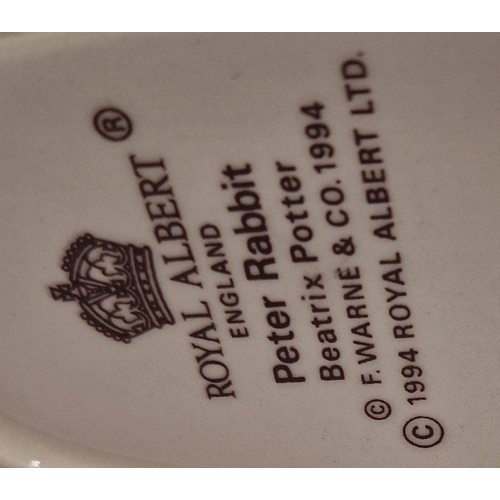 ®
ROYAL ALBERT
ENGLAND
Peter Rabbit
Beatrix Potter
© F. WARNE & CO. 1994
© 1994 ROYAL ALBERT LTD.